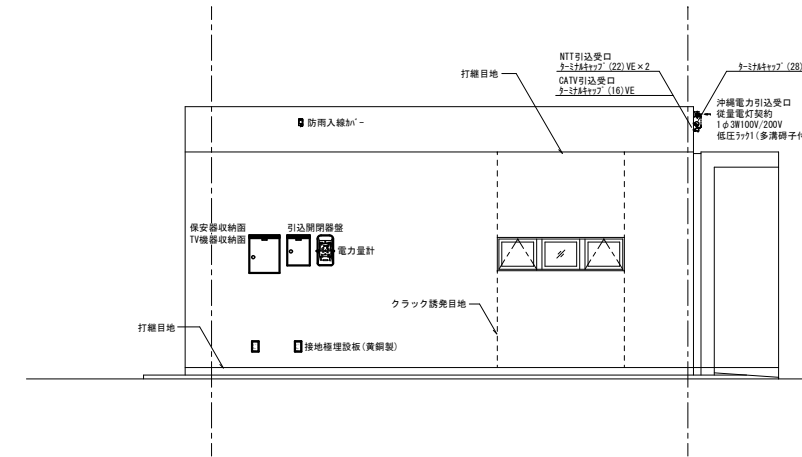 NTT引込受口
ﾀｰﾐﾅﾙｷｬｯﾌﾟ(22)VE×2
CATV引込受口
ﾀｰﾐﾅﾙｷｬｯﾌﾟ(16)VE
ﾀｰﾐﾅﾙｷｬｯﾌﾟ(28)
打継目地
沖縄電力引込受口
従量電灯契約
1φ3W100V/200V
低圧ﾗｯｸ1(多溝碍子付
防雨入線ｶﾊﾞｰ
保安器収納函
TV機器収納函
引込開閉器盤
電力量計
クラック誘発目地
打継目地
接地極埋設板(黄銅製)